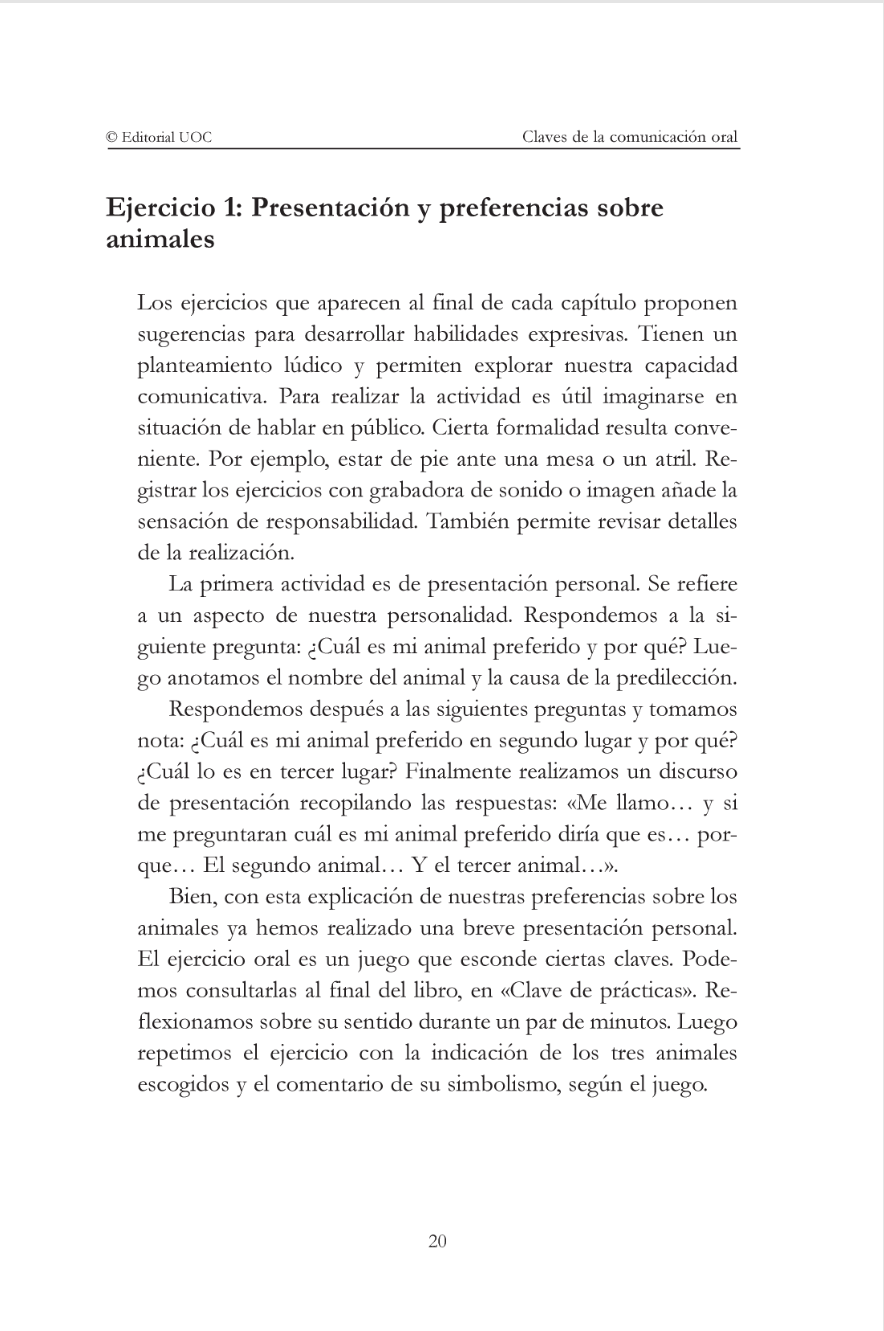 © Editorial UOC
Claves de la comunicación oral
Ejercicio 1: Presentación y preferencias sobre
animales
Los ejercicios que aparecen al final de cada capítulo proponen
sugerencias para desarrollar habilidades expresivas. Tienen un
planteamiento lúdico y permiten explorar nuestra capacidad
comunicativa. Para realizar la actividad es útil imaginarse en
situación de hablar en público. Cierta formalidad resulta conve-
niente. Por ejemplo, estar de pie ante una mesa o un atril. Re-
gistrar los ejercicios con grabadora de sonido o imagen añade la
sensación de responsabilidad. También permite revisar detalles
de la realización.
La primera actividad es de presentación personal. Se refiere
a un aspecto de nuestra personalidad. Respondemos a la si-
guiente pregunta: ¿Cuál es mi animal preferido y por qué? Lue-
go anotamos el nombre del animal y la causa de la predilección.
Respondemos después a las siguientes preguntas y tomamos
nota: ¿Cuál es mi animal preferido en segundo lugar y por qué?
¿Cuál lo es en tercer lugar? Finalmente realizamos un discurso
de presentación recopilando las respuestas: «Me llamo… y si
me preguntaran cuál es mi animal preferido diría que es… por-
que… El segundo animal… Y el tercer animal…».
Bien, con esta explicación de nuestras preferencias sobre los
animales ya hemos realizado una breve presentación personal.
El ejercicio oral es un juego que esconde ciertas claves. Pode-
mos consultarlas al final del libro, en «Clave de prácticas». Re-
flexionamos sobre su sentido durante un par de minutos. Luego
repetimos el ejercicio con la indicación de los tres animales
escogidos y el comentario de su simbolismo, según el juego.
20